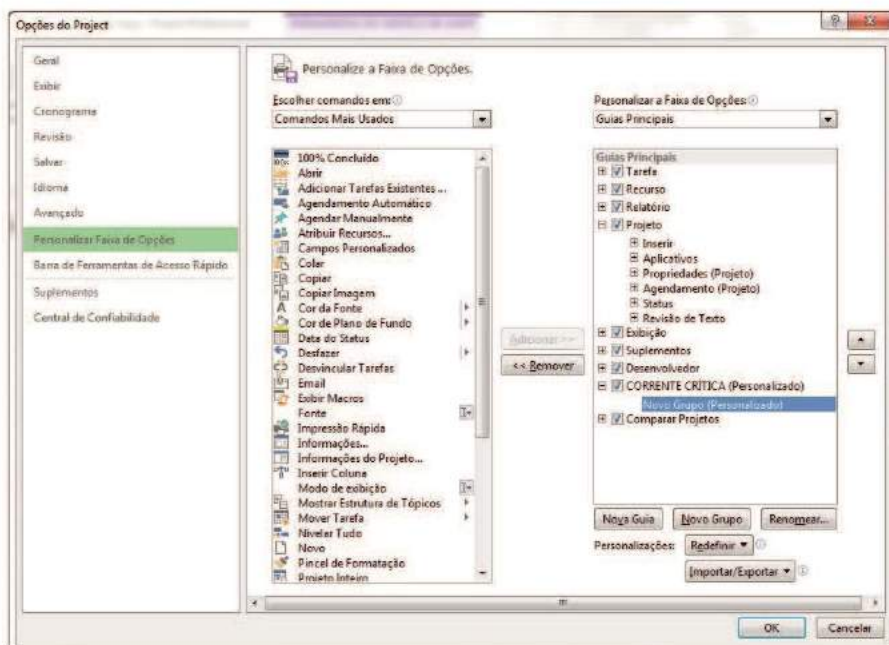 Opções do Project
Geral
Exibir
Cronograma
Revisão
Salvar
Idioma
Avançado
Personalizar Faixa de Opções
Barra de Ferramentas de Acesso Rápido
Suplementos
Central de Confiabilidade
Personalize a Faixa de Opções.
Escolher comandos em:
Comandos Mais Usados
100% Concluído
Abrir
Adicionar Tarefas Existentes ...
Agendamento Automático
Agendar Manualmente
Atribuir Recursos...
Campos Personalizados
Colar
Copiar
Copiar Imagem
Cor da Fonte
Cor de Plano de Fundo
Data do Status
Desfazer
Desvincular Tarefas
Email
Exibir Macros
Fonte
Impressão Rápida
Informações...
Informações do Projeto...
Inserir Coluna
Modo de exibição
Mostrar Estrutura de Tópicos
Mover Tarefa
Nivelar Tudo
Novo
Pincel de Formatação
Projeto Inteiro
Adicionar >>
<< Remover
Personalizar a Faixa de Opções:
Guias Principais
Guias Principais
Tarefa
Recurso
Relatório
Projeto
Inserir
Aplicativos
Propriedades (Projeto)
Agendamento (Projeto)
Status
Revisão de Texto
Exibição
Suplementos
Desenvolvedor
CORRENTE CRÍTICA (Personalizado)
Novo Grupo (Personalizado)
Comparar Projetos
Nova Guia
Novo Grupo
Renomear...
Personalizações:
Redefinir
Importar/Exportar
OK
Cancelar